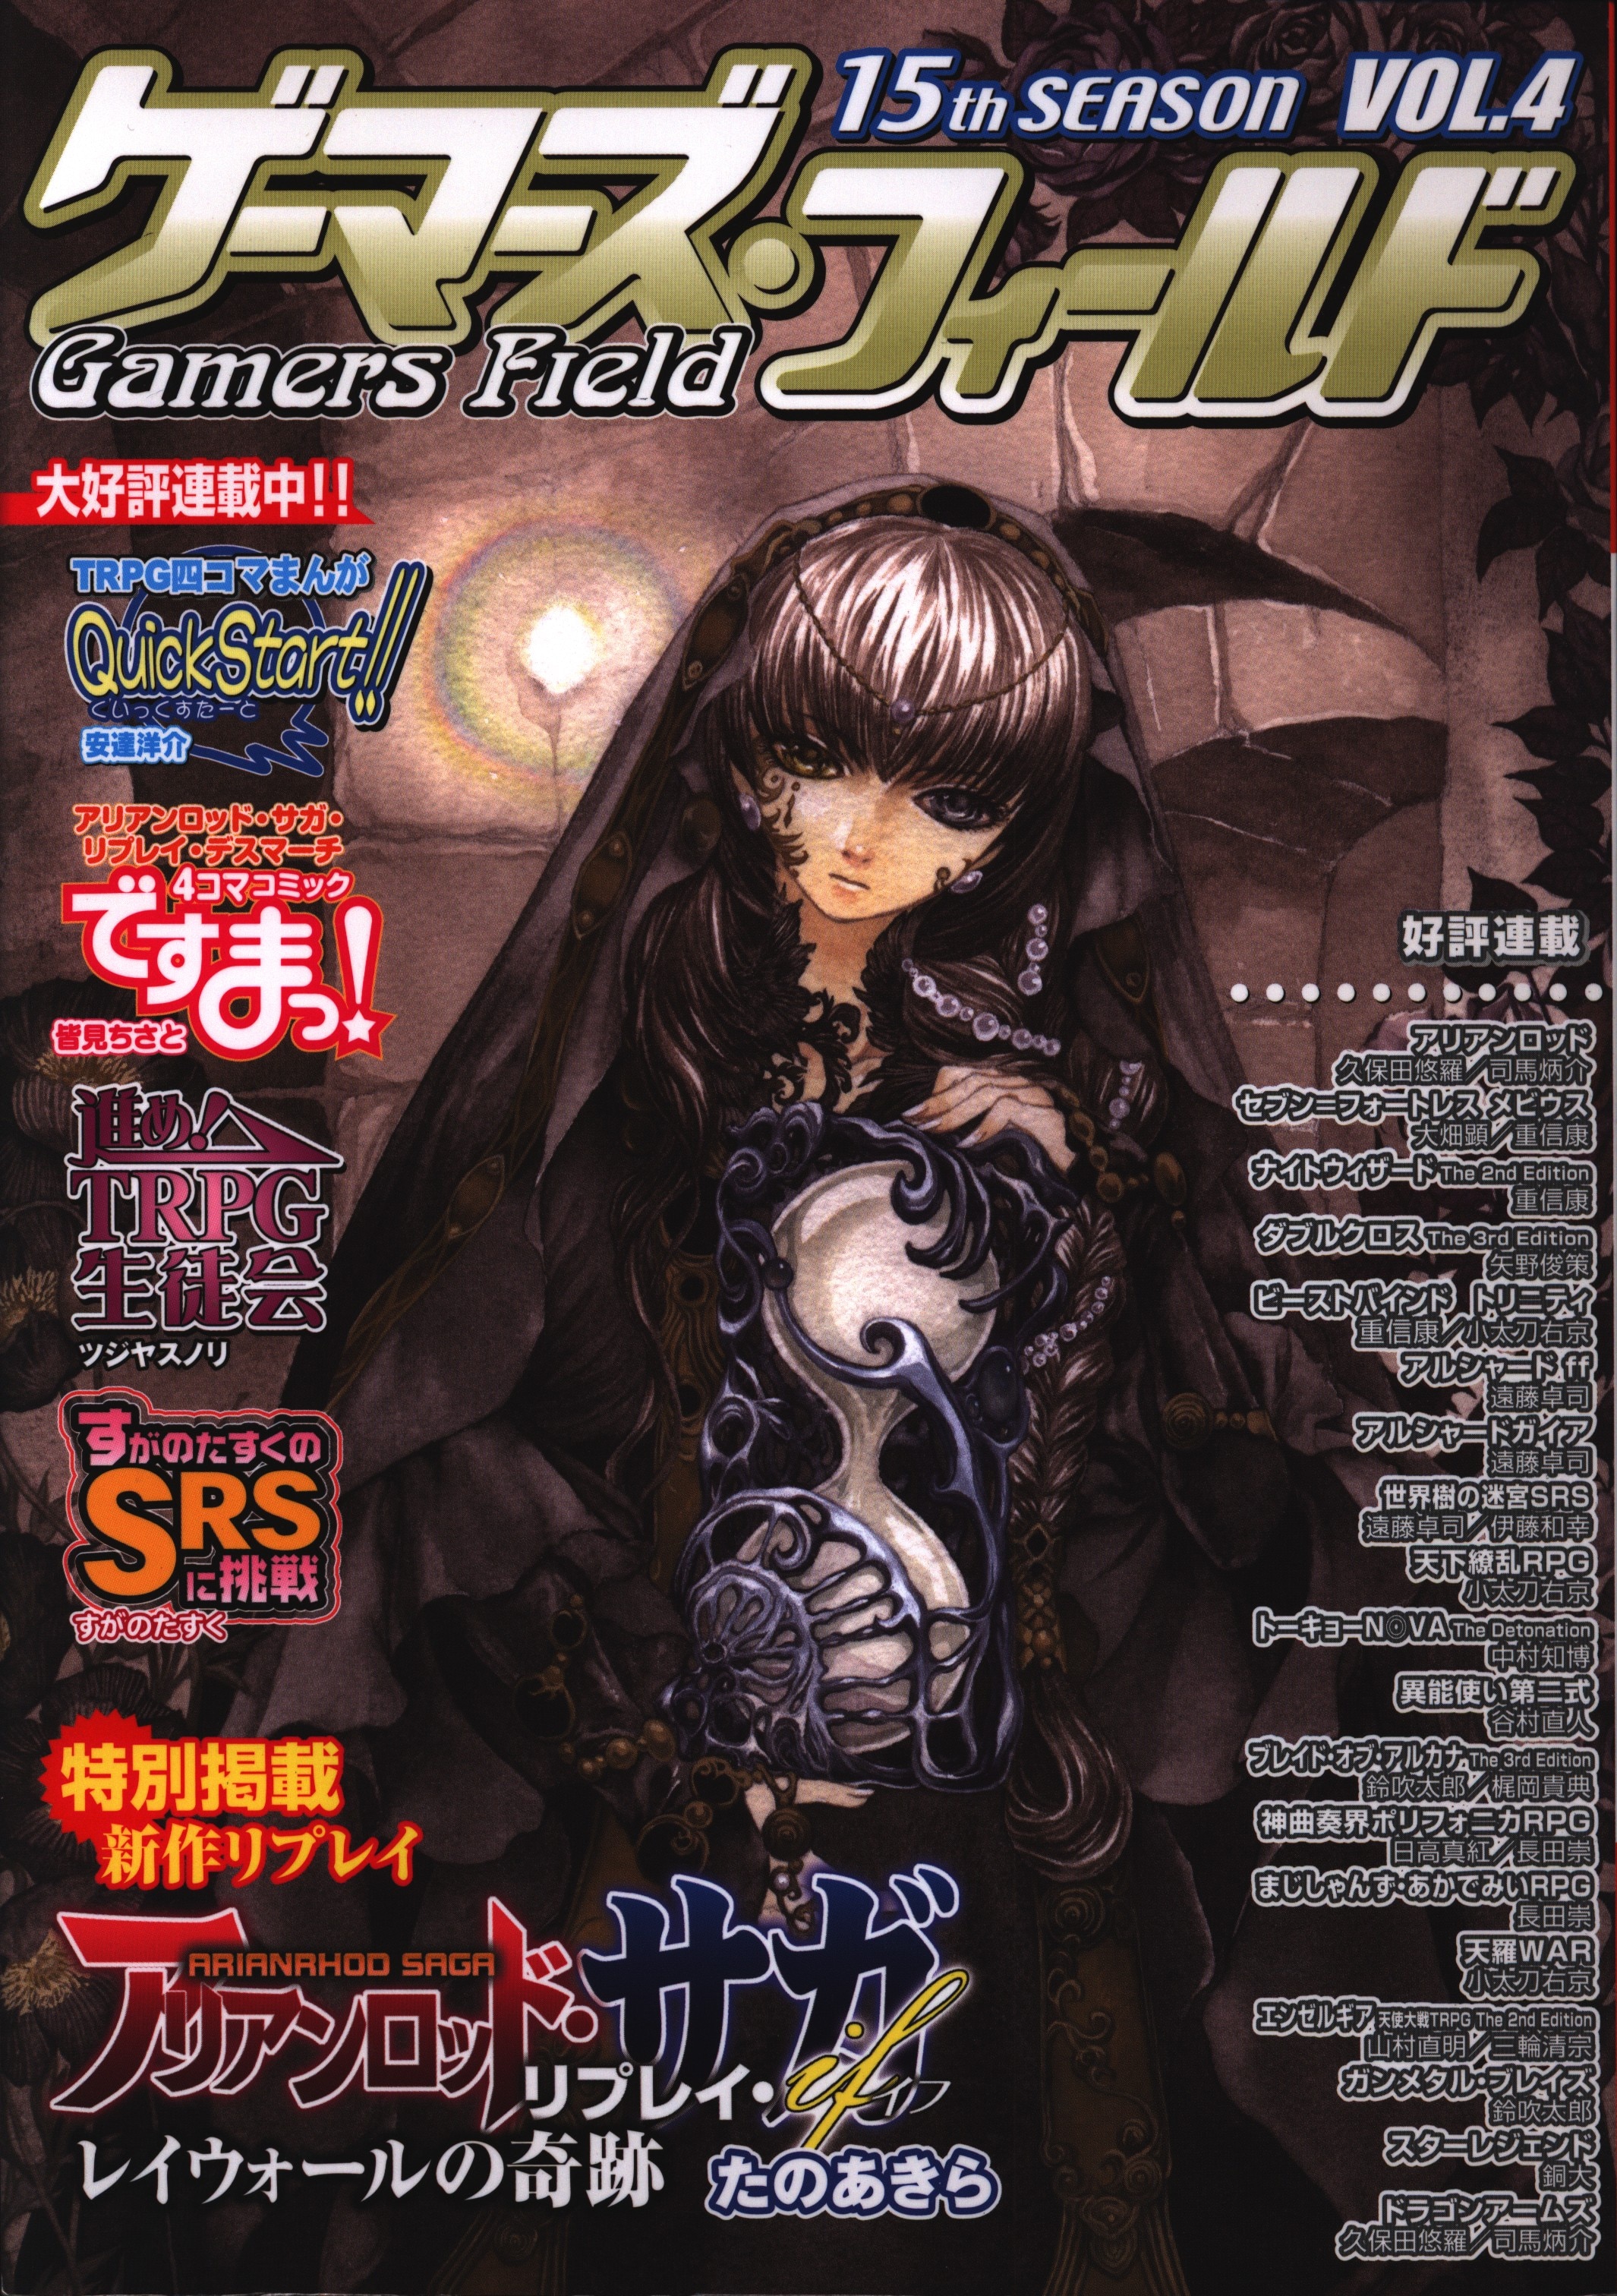 15th SEASON VOL.4
ゲーマーズ・フィールド
Gamers Field
大好評連載中!!
TRPG四コマまんが
QuickStart!!
くいっくすたーと
安達洋介
アリアンロッド・サガ・
リプレイ・デスマーチ
4コマコミック
ですまっ!
皆見ちさと
進め!
TRPG
生徒会
ツジヤスノリ
すがのたすくの
SRS
に挑戦
すがのたすく
特別掲載
新作リプレイ
ARIANRHOD SAGA
アリアンロッド・サガ
リプレイ・if
イフ
レイウォールの奇跡
たのあきら
好評連載
アリアンロッド
久保田悠羅／司馬炳介
セブン=フォートレス メビウス
大畑顕／重信康
ナイトウィザード The 2nd Edition
重信康
ダブルクロス The 3rd Edition
矢野俊策
ビーストバインド トリニティ
重信康／小太刀右京
アルシャード ff
遠藤卓司
アルシャードガイア
遠藤卓司
世界樹の迷宮SRS
遠藤卓司／伊藤和幸
天下繚乱RPG
小太刀右京
トーキョーN◎VA The Detonation
中村知博
異能使い第二式
谷村直人
ブレイド・オブ・アルカナ The 3rd Edition
鈴吹太郎／梶岡貴典
神曲奏界ポリフォニカRPG
日高真紅／長田崇
まじしゃんず・あかでみいRPG
長田崇
天羅WAR
小太刀右京
エンゼルギア 天使大戦TRPG The 2nd Edition
山村直明／三輪清宗
ガンメタル・ブレイズ
鈴吹太郎
スターレジェンド
銅大
ドラゴンアームズ
久保田悠羅／司馬炳介